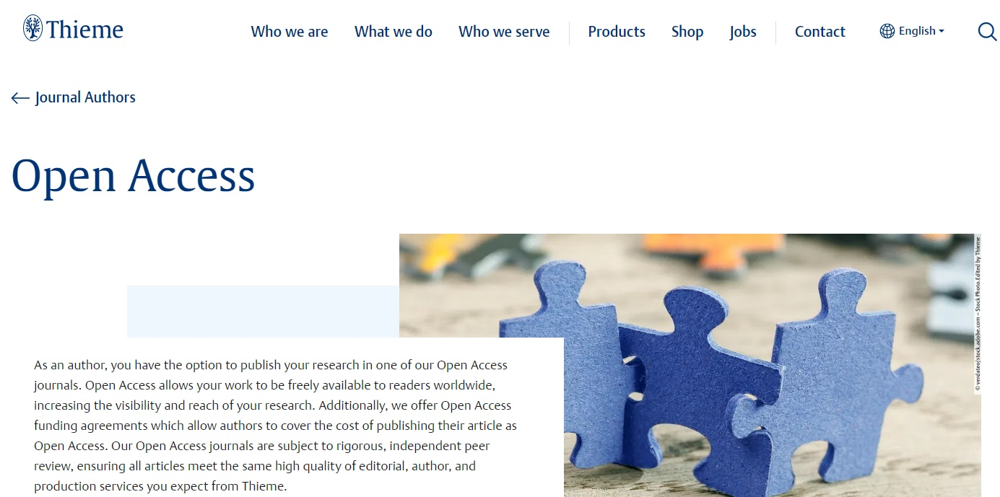 Thieme
Who we are
What we do
Who we serve
Products
Shop
Jobs
Contact
English
Journal Authors
Open Access
© verdateo/stock.adobe.com – Stock Photo.Edited by Thieme
As an author, you have the option to publish your research in one of our Open Access
journals. Open Access allows your work to be freely available to readers worldwide,
increasing the visibility and reach of your research. Additionally, we offer Open Access
funding agreements which allow authors to cover the cost of publishing their article as
Open Access. Our Open Access journals are subject to rigorous, independent peer
review, ensuring all articles meet the same high quality of editorial, author, and
production services you expect from Thieme.